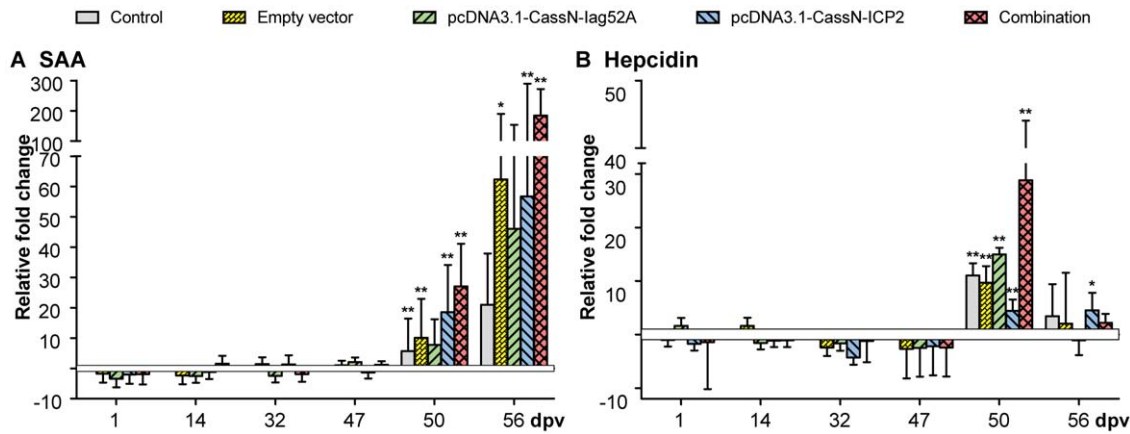 Control Empty vector pcDNA3.1-CassN-Iag52A pcDNA3.1-CassN-ICP2 Combination
A SAA
B Hepcidin
Relative fold change
300
200
100
70
60
50
40
30
20
10
-10
* ** **
** ** ** **
1 14 32 47 50 56 dpv
Relative fold change
50
40
30
20
10
-10
**
** ** ** **
*
1 14 32 47 50 56 dpv